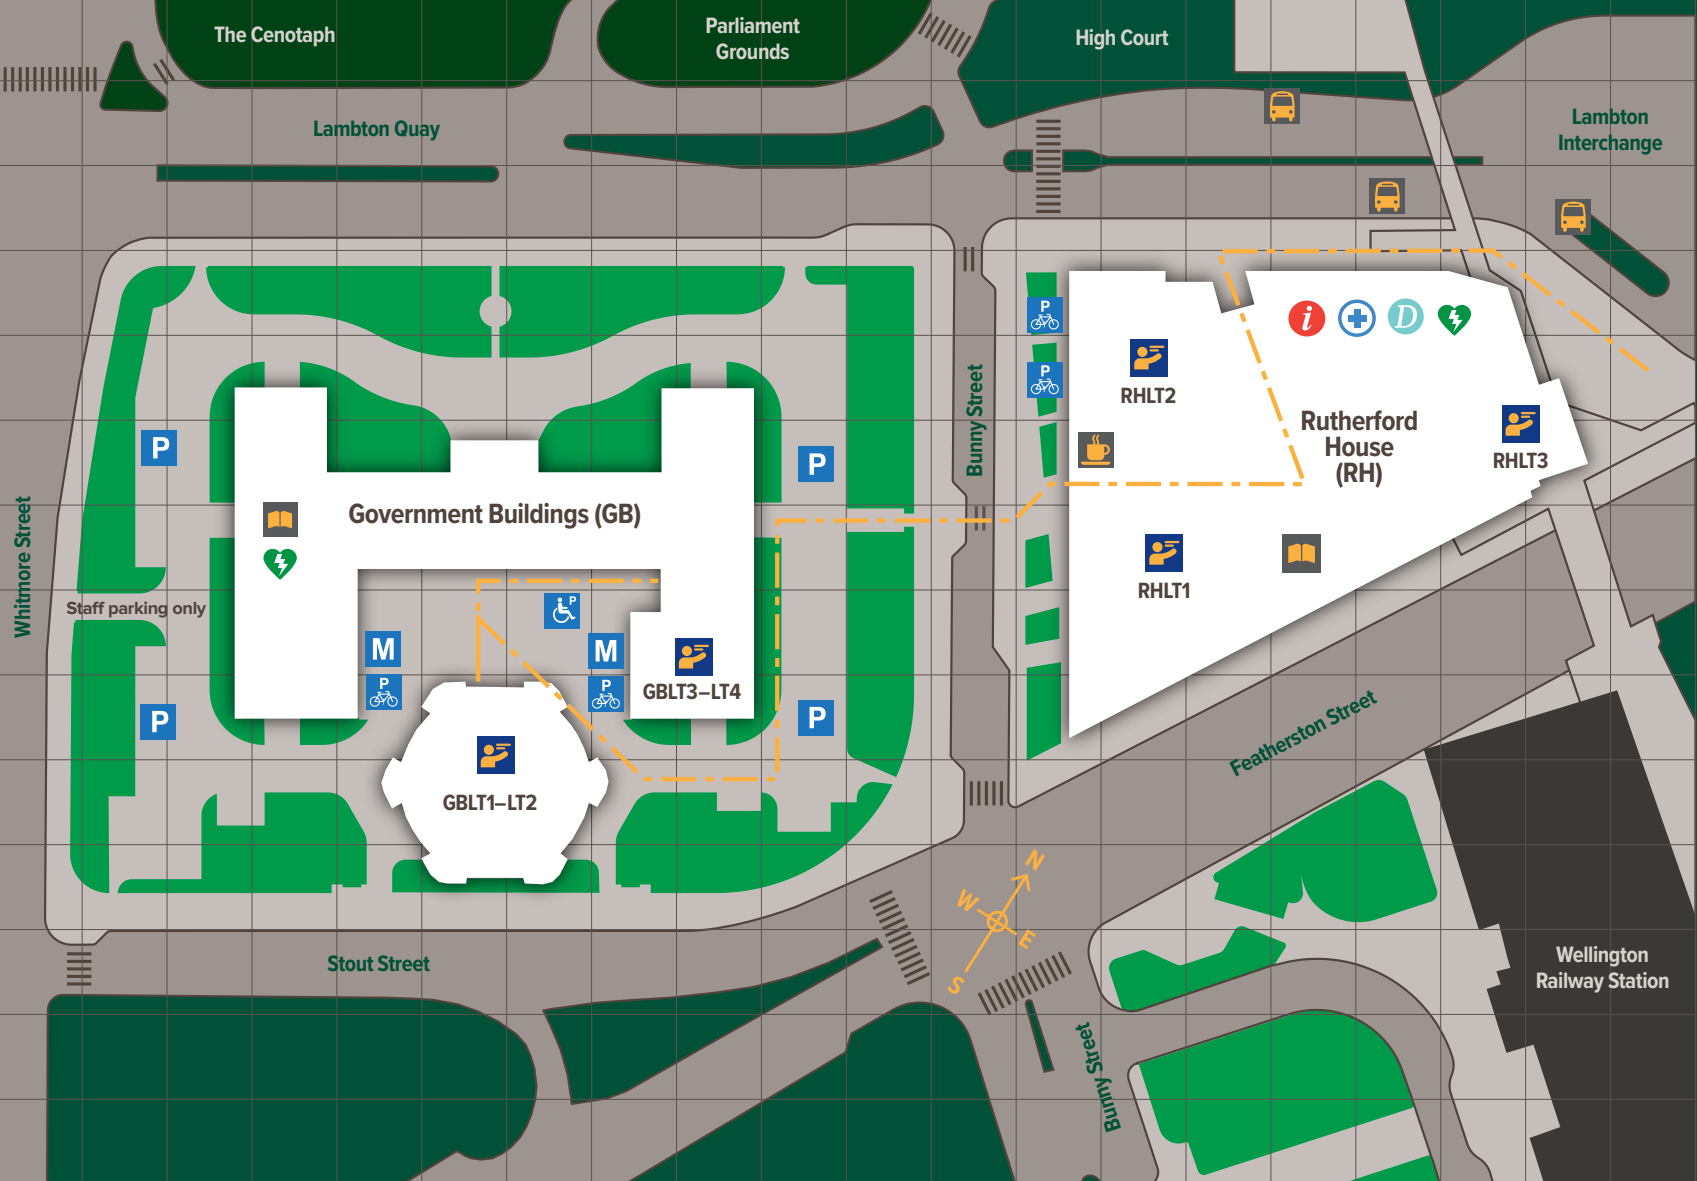 The Cenotaph
Parliament
Grounds
High Court
Lambton Quay
Lambton
Interchange
P
P
i
D
RHLT2
Bunny Street
Rutherford
House
(RH)
RHLT3
P
P
Government Buildings (GB)
Whitmore Street
RHLT1
Staff parking only
P
M
M
P
P
GBLT3–LT4
P
P
Featherston Street
GBLT1–LT2
N
W
E
S
Stout Street
Wellington
Railway Station
Bunny Street